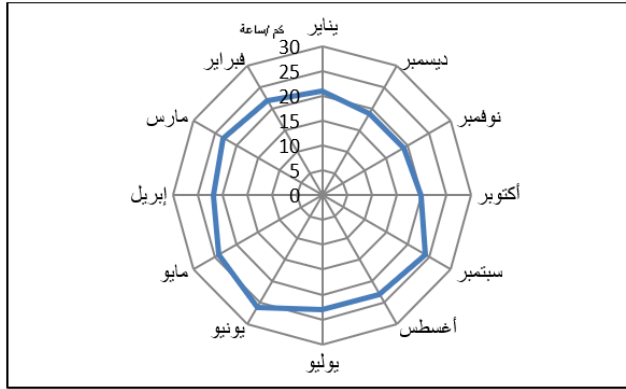 يناير
كم /ساعة
30
ديسمبر
فبراير
25
20
نوفمبر
مارس
15
10
5
أكتوبر
0
إبريل
سبتمبر
مايو
أغسطس
يونيو
يوليو